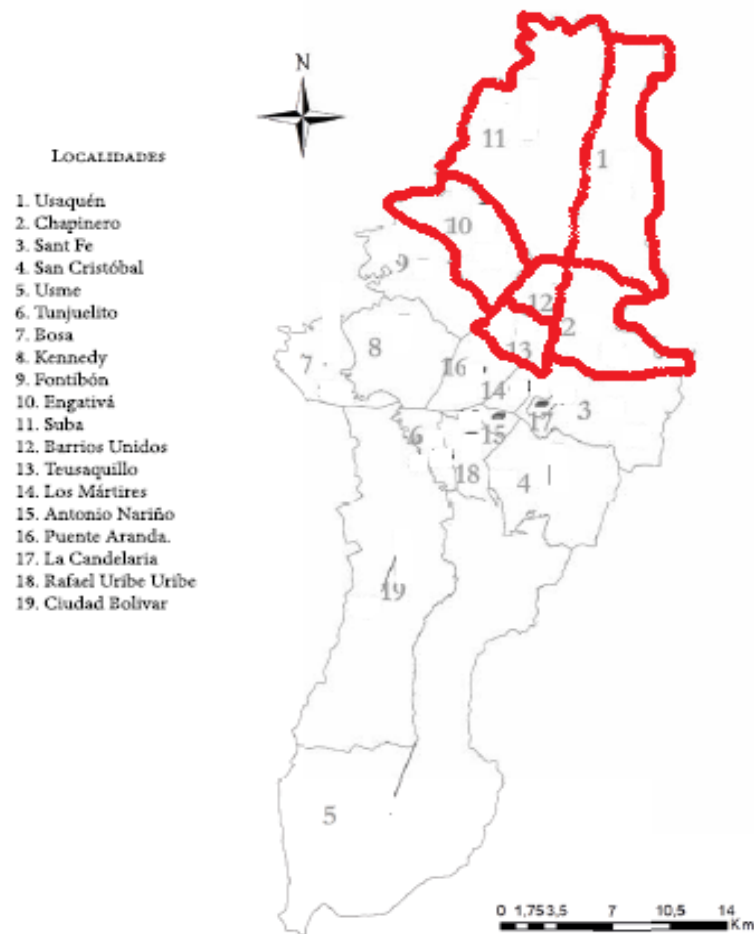 N
LOCALIDADES
1. Usaquén
2. Chapinero
3. Sant Fe
4. San Cristóbal
5. Usme
6. Tunjuelito
7. Bosa
8. Kennedy
9. Fontibón
10. Engativá
11. Suba
12. Barrios Unidos
13. Teusaquillo
14. Los Mártires
15. Antonio Nariño
16. Puente Aranda.
17. La Candelaria
18. Rafael Uribe Uribe
19. Ciudad Bolivar
11
1
10
9
12
2
8
13
7
16
14
3
17
6
15
18
4
19
5
0 1,75 3,5 7 10,5 14
Km